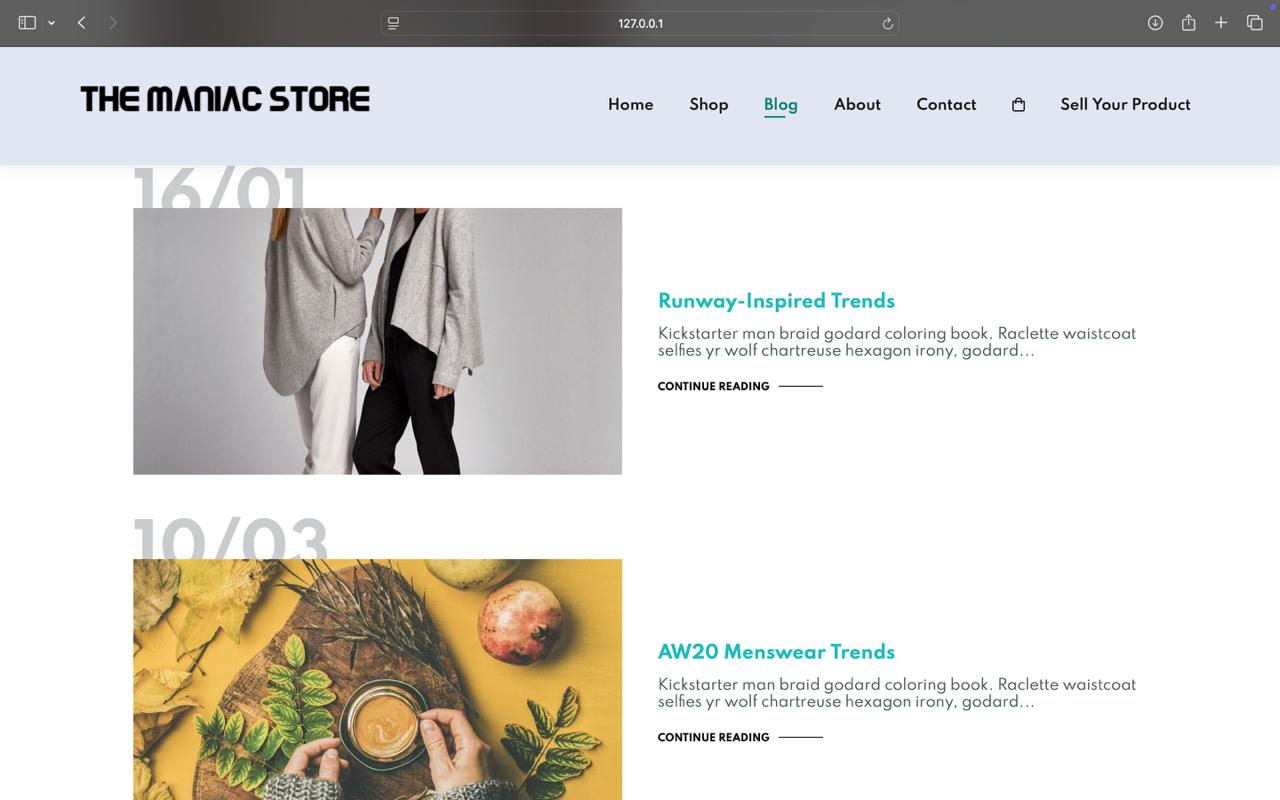 127.0.0.1
THE MANIAC STORE
Home Shop Blog About Contact Sell Your Product
16/01
Runway-Inspired Trends
Kickstarter man braid godard coloring book. Raclette waistcoat
selfies yr wolf chartreuse hexagon irony, godard...
CONTINUE READING
10/03
AW20 Menswear Trends
Kickstarter man braid godard coloring book. Raclette waistcoat
selfies yr wolf chartreuse hexagon irony, godard...
CONTINUE READING